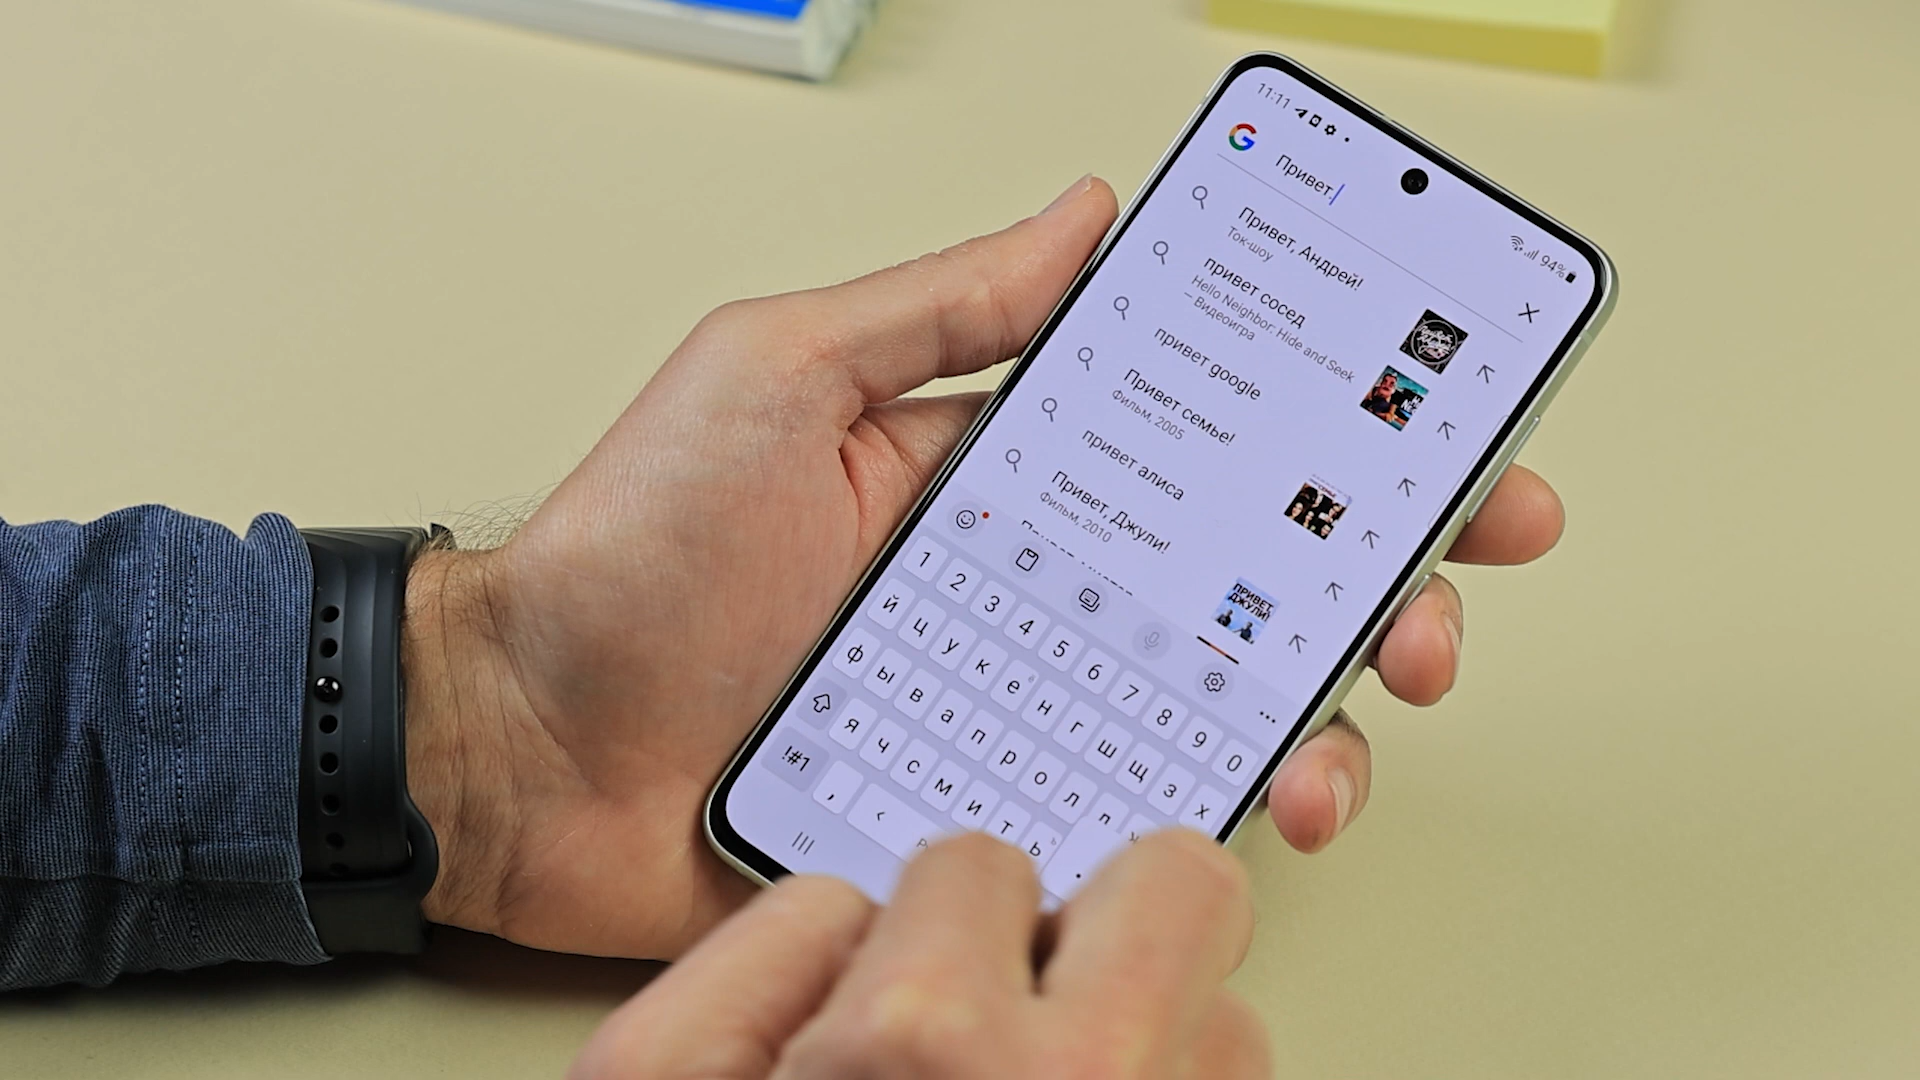 11:11
94%
G
Привет.
Привет, Андрей!
Ток-шоу
привет сосед
Hello Neighbor: Hide and Seek
— Видеоигра
привет google
Привет семье!
Фильм, 2005
привет алиса
Привет, Джули!
Фильм, 2010
ПРИВЕТ,
ДЖУЛИ!
1 2 3 4 5 6 7 8 9 0
й ц у к е н г ш щ з х
ф ы в а п р о л д ж
я ч с м и т ь
!#1 , < .